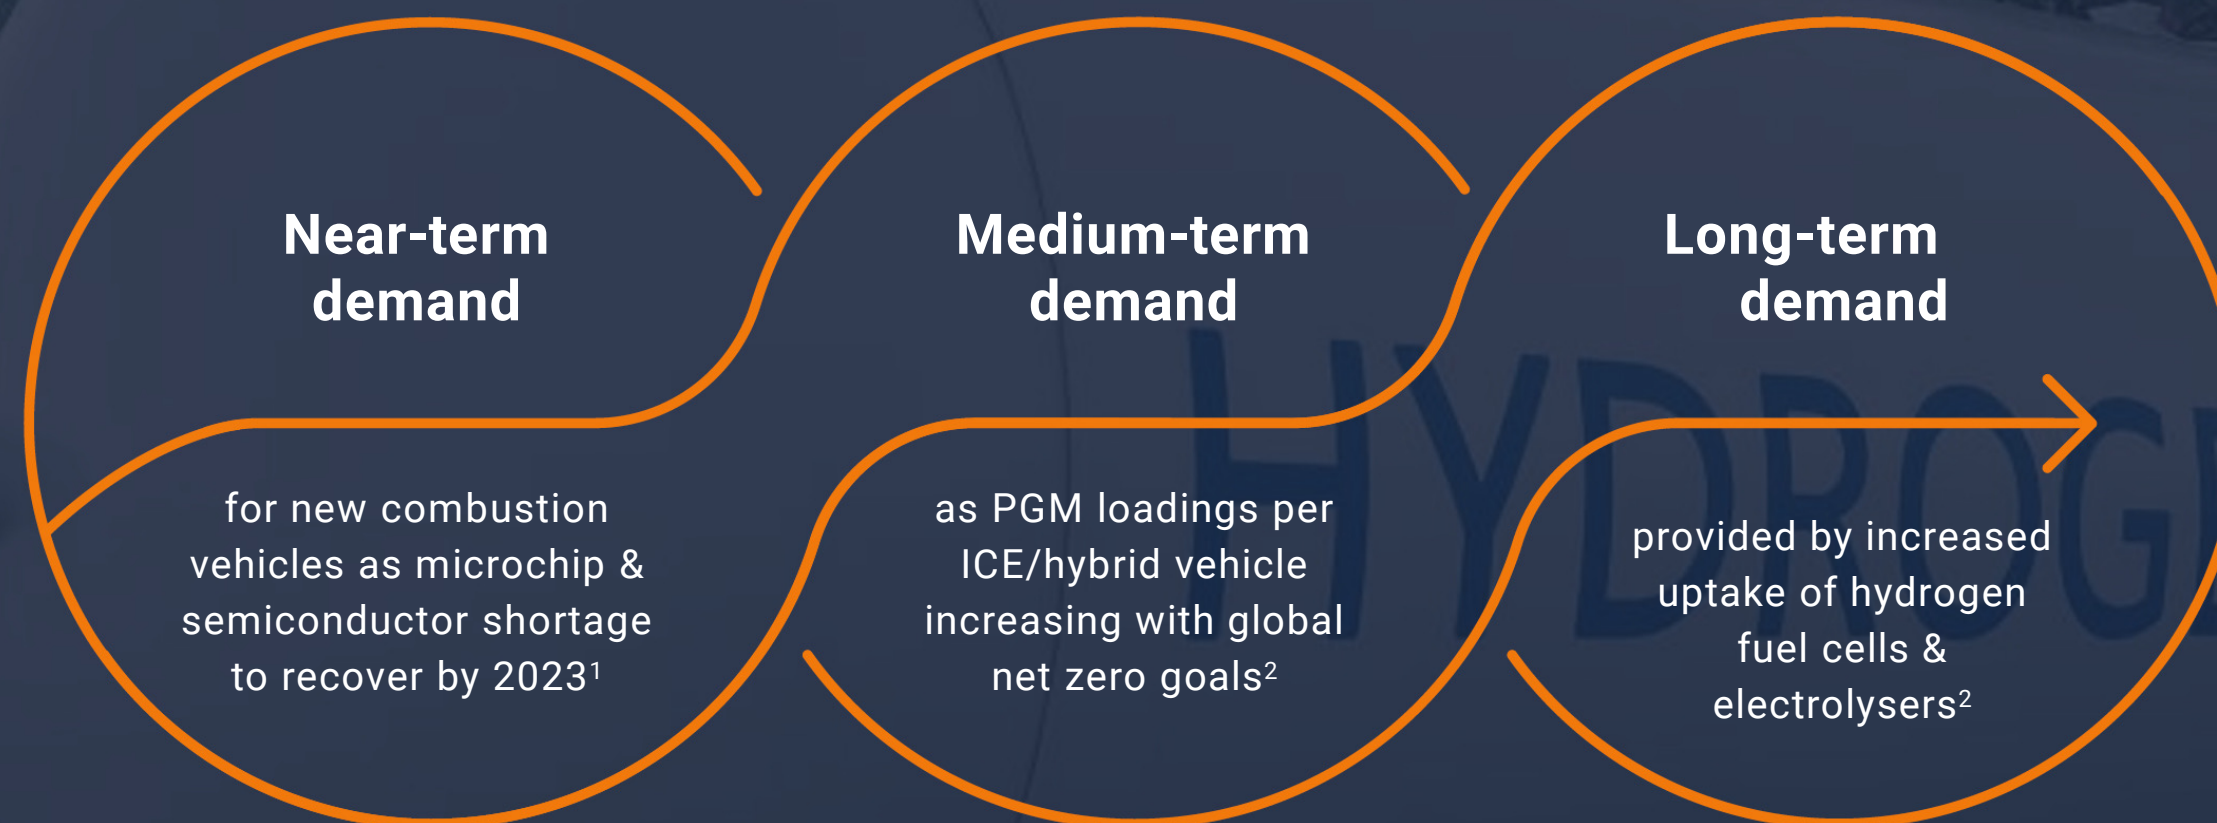 Near-term
demand
for new combustion
vehicles as microchip &
semiconductor shortage
to recover by 2023¹
Medium-term
demand
as PGM loadings per
ICE/hybrid vehicle
increasing with global
net zero goals²
Long-term
demand
provided by increased
uptake of hydrogen
fuel cells &
electrolysers²
HYDROG